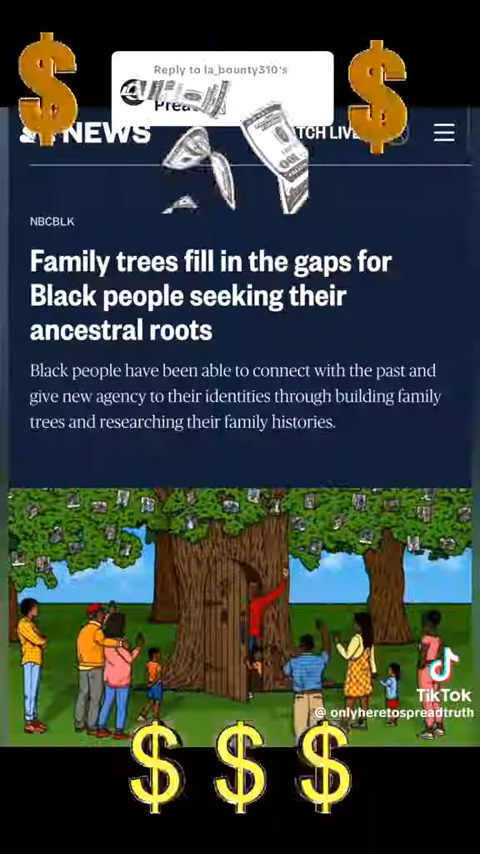 Reply to la_bounty310's
NEWS
NBCBLK
Family trees fill in the gaps for
Black people seeking their
ancestral roots
Black people have been able to connect with the past and
give new agency to their identities through building family
trees and researching their family histories.
TikTok
@ onlyheretospreadtruth
$ $ $